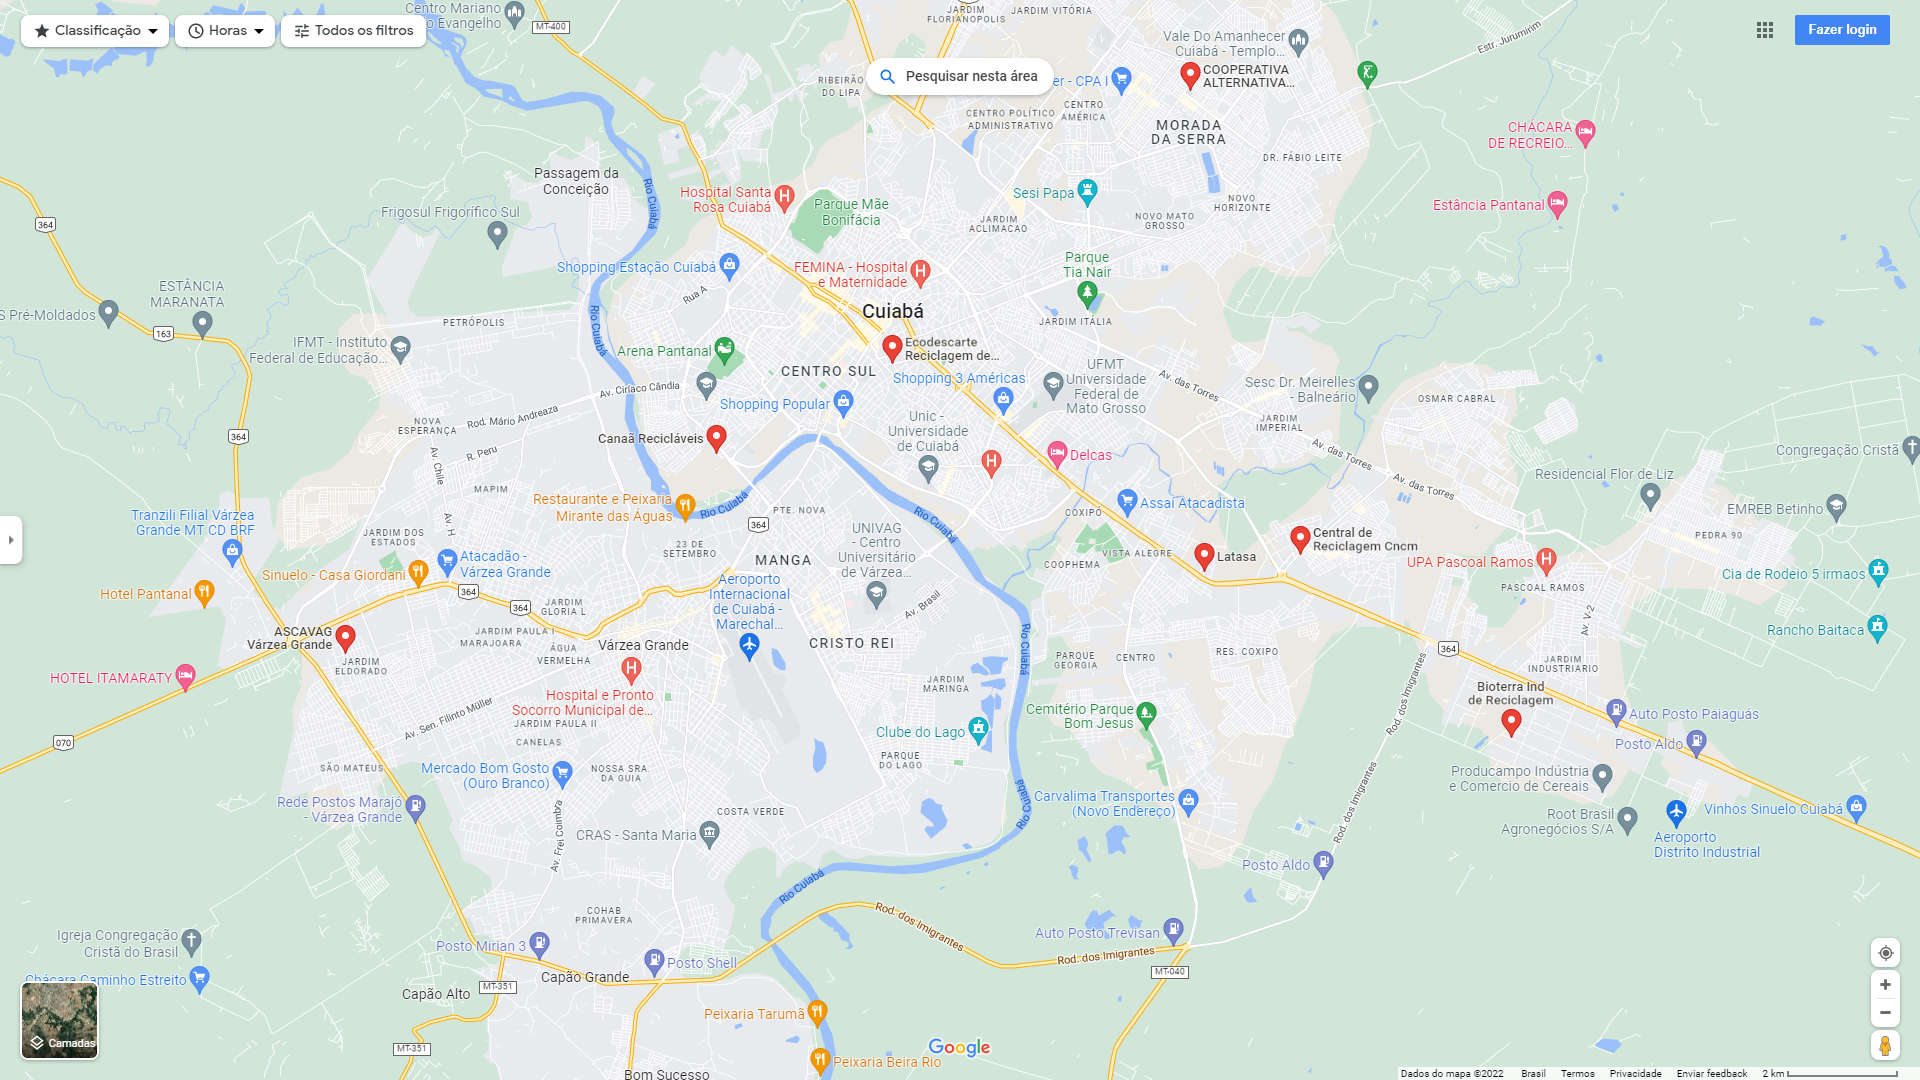 Centro Mariano
o Evangelho
MT-400
Classificação
Horas
Todos os filtros
JARDIM
FLORIANOPOLIS
JARDIM VITÓRIA
Vale Do Amanhecer
Cuiabá - Templo...
Estr. Jurumirim
Fazer login
Pesquisar nesta área
RIBEIRÃO
DO LIPA
er - CPA I
COOPERATIVA
ALTERNATIVA...
CENTRO
AMÉRICA
CENTRO POLÍTICO
ADMINISTRATIVO
MORADA
DA SERRA
CHÁCARA
DE RECREIO...
DR. FÁBIO LEITE
Passagem da
Conceição
Rio Cuiabá
Hospital Santa
Rosa Cuiabá
Parque Mãe
Bonifácia
Sesi Papa
NOVO
HORIZONTE
Estância Pantanal
Frigosul Frigorífico Sul
JARDIM
ACLIMACAO
NOVO MATO
GROSSO
364
Shopping Estação Cuiabá
FEMINA - Hospital
e Maternidade
Parque
Tia Nair
ESTÂNCIA
MARANATA
Rua A
S Pré-Moldados
PETRÓPOLIS
Rio Cuiabá
Cuiabá
JARDIM ITÁLIA
163
IFMT - Instituto
Federal de Educação...
Arena Pantanal
Ecodescarte
Reciclagem de...
CENTRO SUL
Shopping 3 Américas
UFMT
Universidade
Federal de
Mato Grosso
Av. das Torres
Sesc Dr. Meirelles
- Balneário
Av. Ciríaco Cândia
OSMAR CABRAL
Shopping Popular
NOVA
ESPERANÇA
Rod. Mário Andreaza
Unic -
Universidade
de Cuiabá
JARDIM
IMPERIAL
364
Canaã Recicláveis
Av. Chile
R. Peru
Delcas
Av. das Torres
Congregação Cristã
Residencial Flor de Liz
Av. das Torres
MAPIM
Restaurante e Peixaria
Mirante das Águas
Rio Cuiabá
Rio Cuiabá
Assaí Atacadista
PTE. NOVA
COXIPÓ
EMREB Betinho
Tranzili Filial Várzea
Grande MT CD BRF
Av. H
364
JARDIM DOS
ESTADOS
UNIVAG
- Centro
Universitário
de Várzea...
Central de
Reciclagem Cncm
PEDRA 90
23 DE
SETEMBRO
MANGA
VISTA ALEGRE
Latasa
Atacadão -
Várzea Grande
COOPHEMA
UPA Pascoal Ramos
Sinuelo - Casa Giordani
Cia de Rodeio 5 irmaos
Aeroporto
Internacional
de Cuiabá -
Marechal...
PASCOAL RAMOS
Hotel Pantanal
364
364
JARDIM
GLORIA I,
Av. Brasil
Av. V-2
ASCAVAG
Várzea Grande
JARDIM PAULA I
MARAJOARA
ÁGUA
VERMELHA
Várzea Grande
CRISTO REI
Rio Cuiabá
Rancho Baitaca
364
JARDIM
ELDORADO
PARQUE
GEORGIA
CENTRO
RES. COXIPO
JARDIM
INDUSTRIARIO
HOTEL ITAMARATY
JARDIM
MARINGA
Rod. dos Imigrantes
Bioterra Ind
de Reciclagem
Hospital e Pronto
Socorro Municipal de...
Av. Sen. Filinto Müller
JARDIM PAULA II
Cemitério Parque
Bom Jesus
Auto Posto Paiaguás
070
CANELAS
Clube do Lago
Posto Aldo
SÃO MATEUS
Mercado Bom Gosto
(Ouro Branco)
NOSSA SRA.
DA GUIA
PARQUE
DO LAGO
Producampo Indústria
e Comercio de Cereais
Rede Postos Marajó
- Várzea Grande
COSTA VERDE
Rio Cuiabá
Carvalima Transportes
(Novo Endereço)
Rod. dos Imigrantes
Root Brasil
Agronegócios S/A
Vinhos Sinuelo Cuiabá
Av. Frei Coimbra
CRAS - Santa Maria
Aeroporto
Distrito Industrial
Posto Aldo
Rio Cuiabá
COHAB
PRIMAVERA
Rod. dos Imigrantes
Igreja Congregação
Cristã do Brasil
Posto Mirian 3
Auto Posto Trevisan
Rod. dos Imigrantes
Posto Shell
MT-040
Chácara Caminho Estreito
Capão Grande
Capão Alto
MT-351
Peixaria Tarumã
Camadas
MT-351
Google
Peixaria Beira Rio
Bom Sucesso
Dados do mapa ©2022 Brasil Termos Privacidade Enviar feedback 2 km